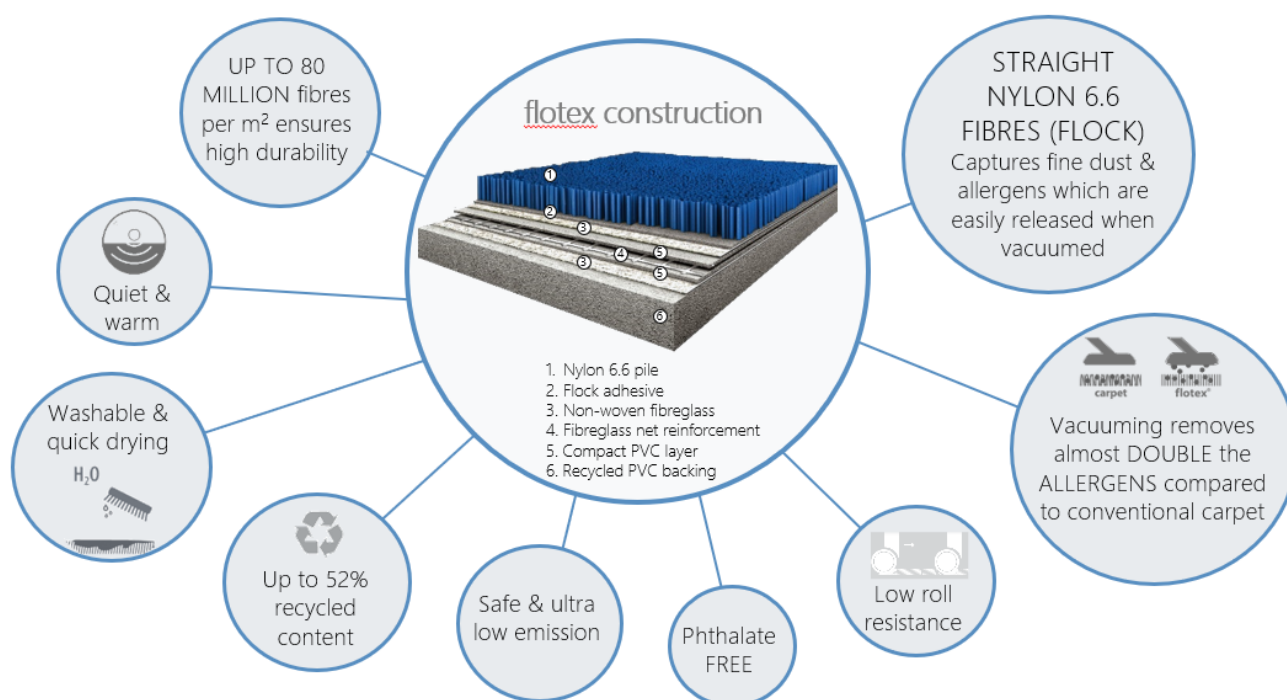 flotex construction
1
2
3
5
4
3
5
6
1. Nylon 6.6 pile
2. Flock adhesive
3. Non-woven fibreglass
4. Fibreglass net reinforcement
5. Compact PVC layer
6. Recycled PVC backing
UP TO 80
MILLION fibres
per m² ensures
high durability
STRAIGHT
NYLON 6.6
FIBRES (FLOCK)
Captures fine dust &
allergens which are
easily released when
vacuumed
Quiet &
warm
carpet
flotex®
Vacuuming removes
almost DOUBLE the
ALLERGENS compared
to conventional carpet
Washable &
quick drying
H₂O
Up to 52%
recycled
content
Safe & ultra
low emission
Phthalate
FREE
Low roll
resistance